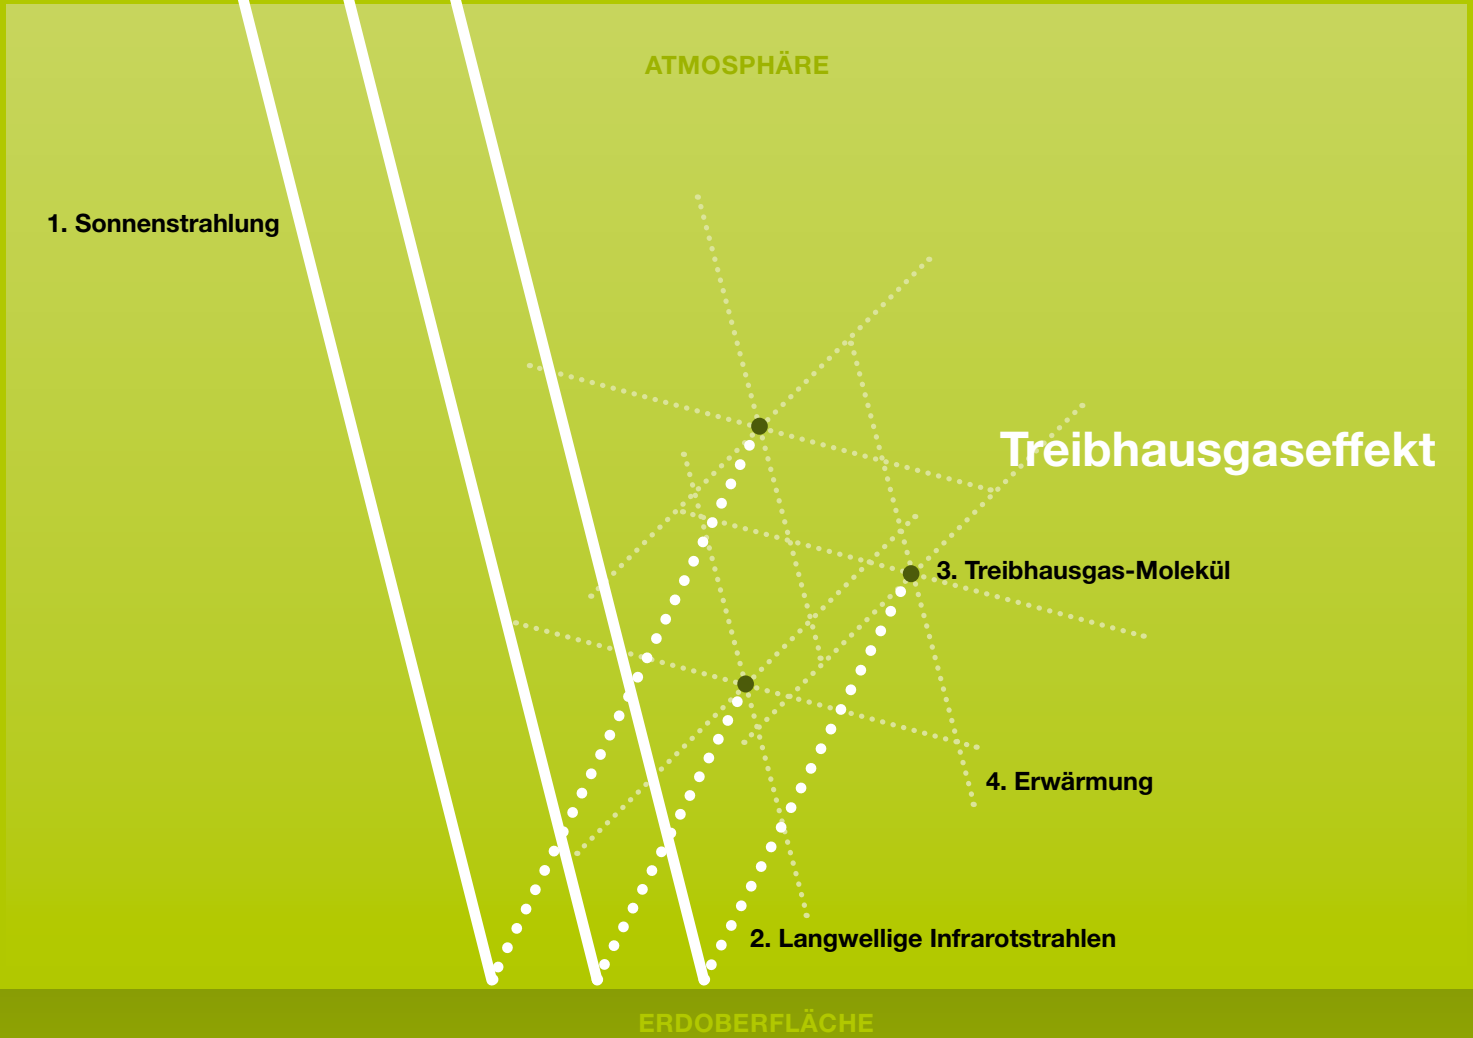 ATMOSPHÄRE
1. Sonnenstrahlung
Treibhausgaseffekt
3. Treibhausgas-Molekül
4. Erwärmung
2. Langwellige Infrarotstrahlen
ERDOBERFLÄCHE